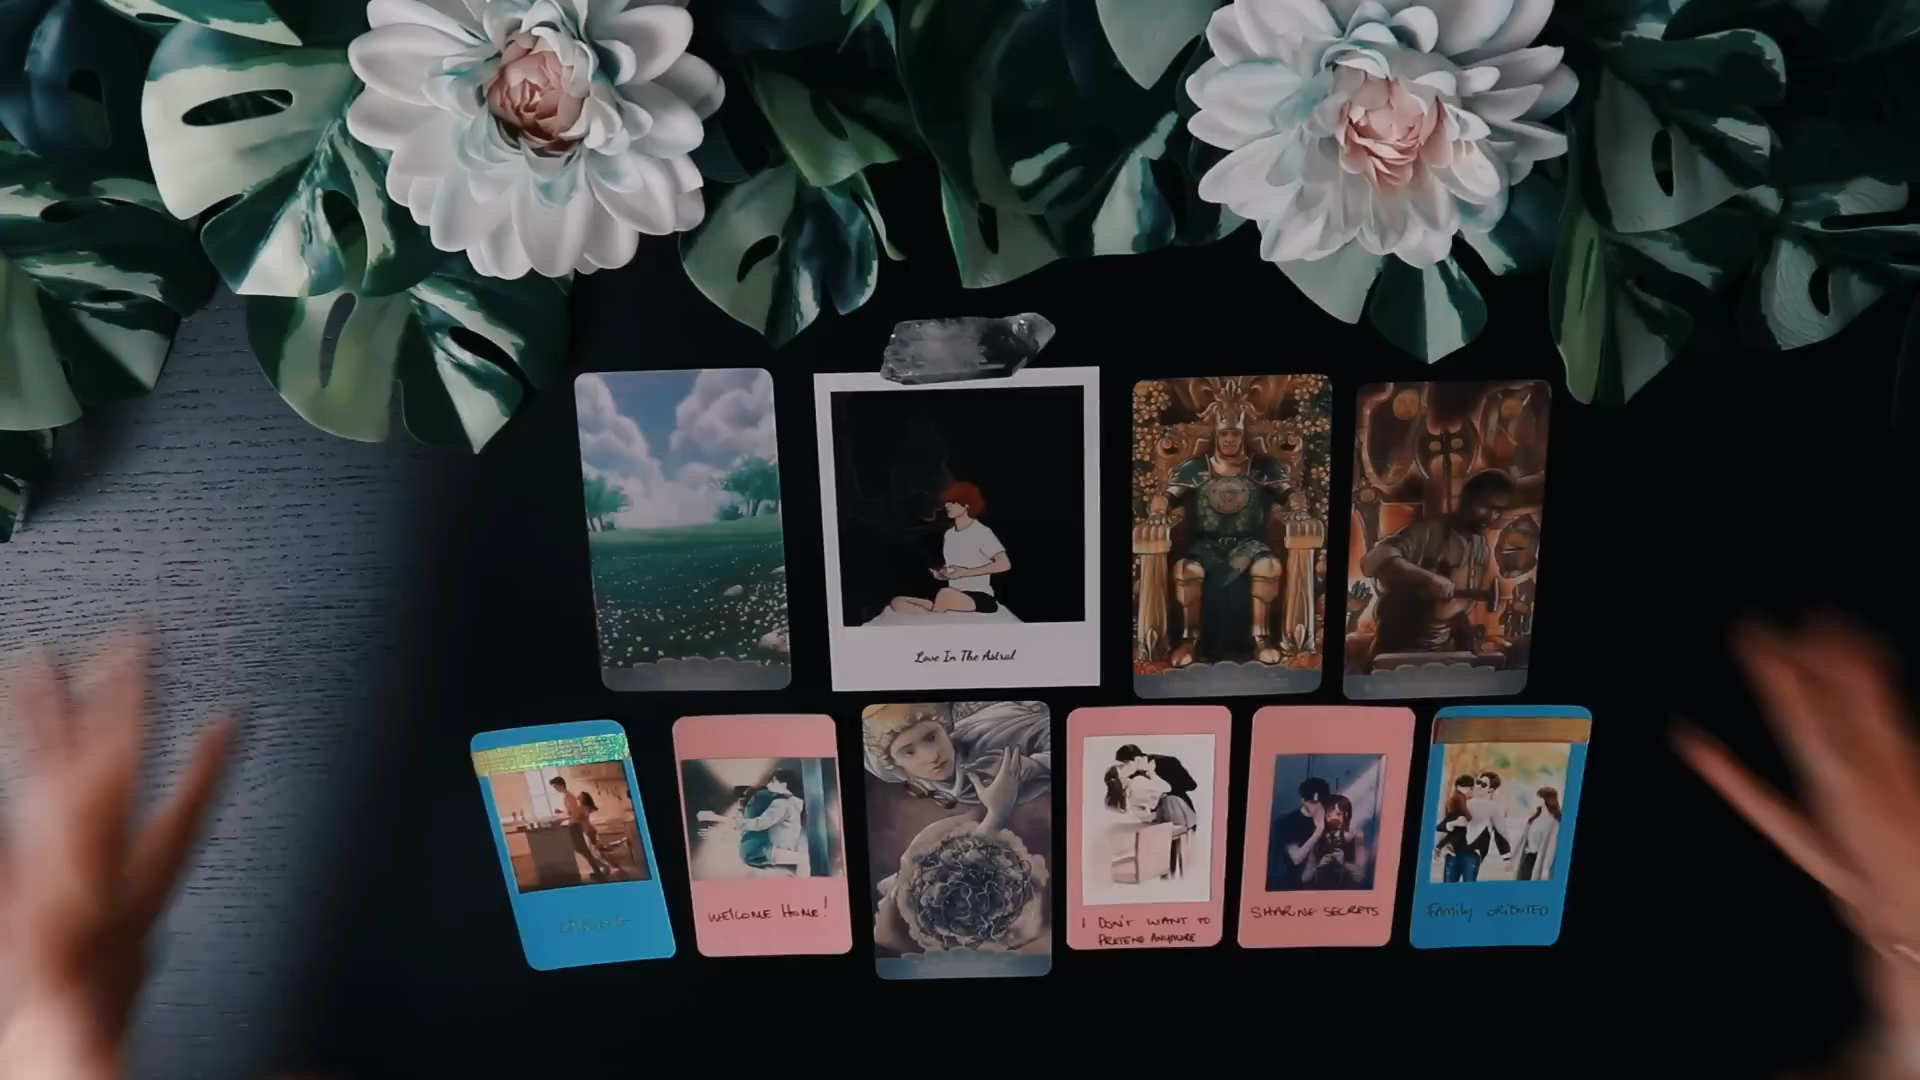 Love In The Astral
WELCOME HOME!
I DON'T WANT TO
PRETEND ANYMORE
SHARING SECRETS
FAMILY ORIENTED